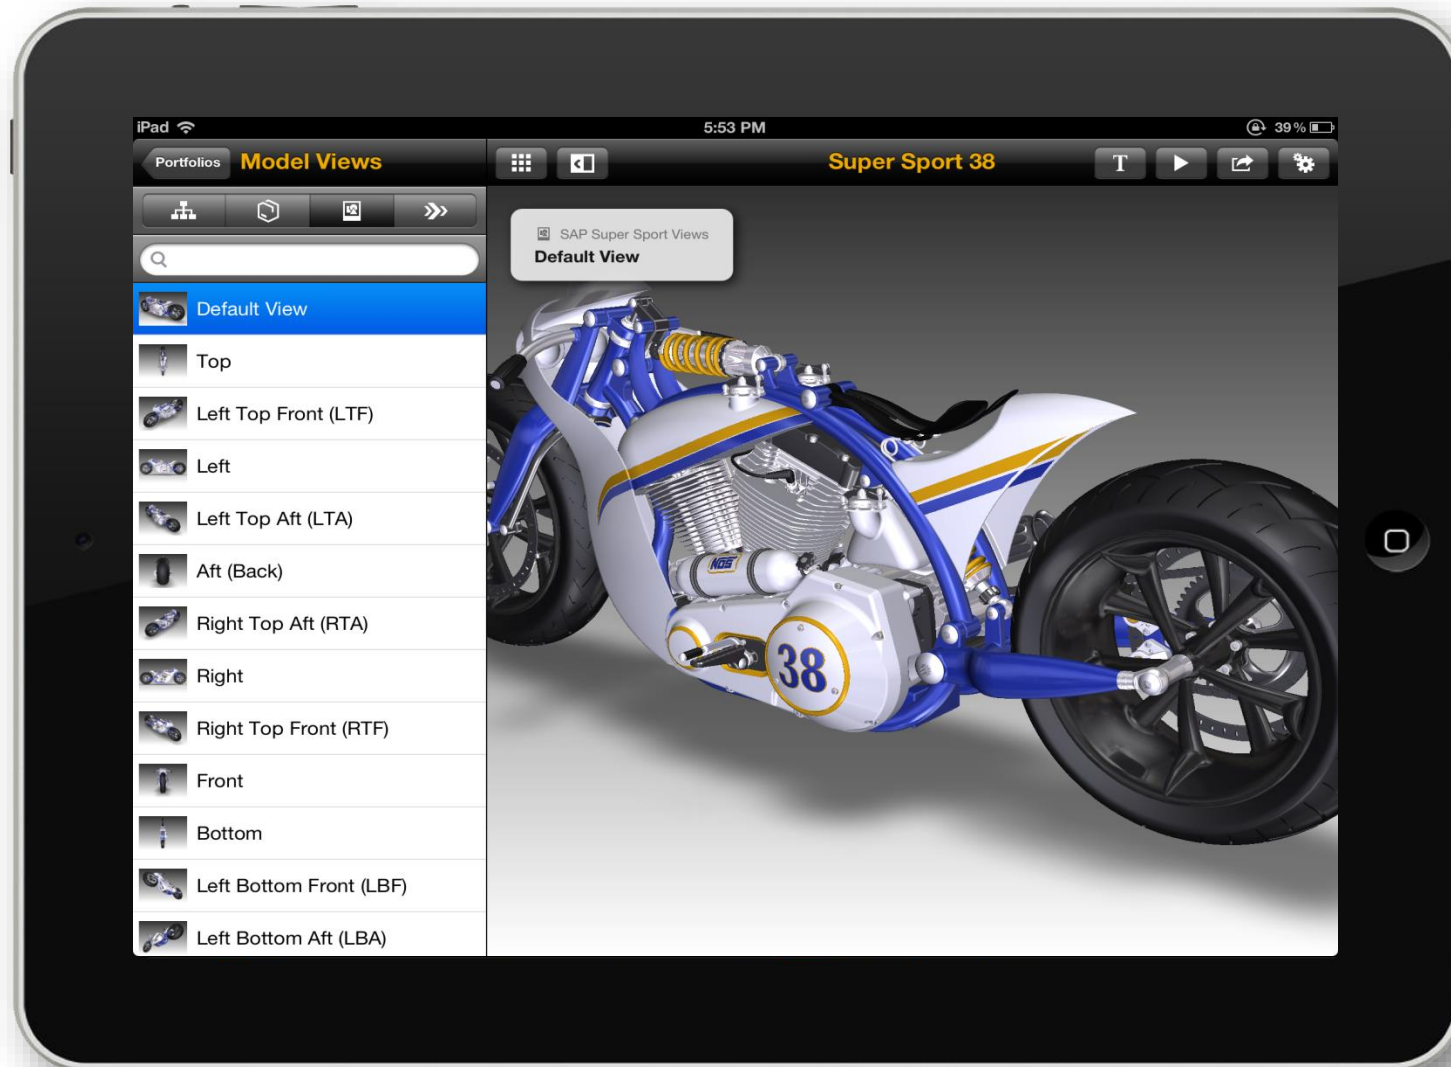 iPad
5:53 PM
39%
Portfolios
Model Views
Super Sport 38
T
SAP Super Sport Views
Default View
Default View
Top
Left Top Front (LTF)
Left
Left Top Aft (LTA)
Aft (Back)
Right Top Aft (RTA)
Right
Right Top Front (RTF)
Front
Bottom
Left Bottom Front (LBF)
Left Bottom Aft (LBA)
NOS
38